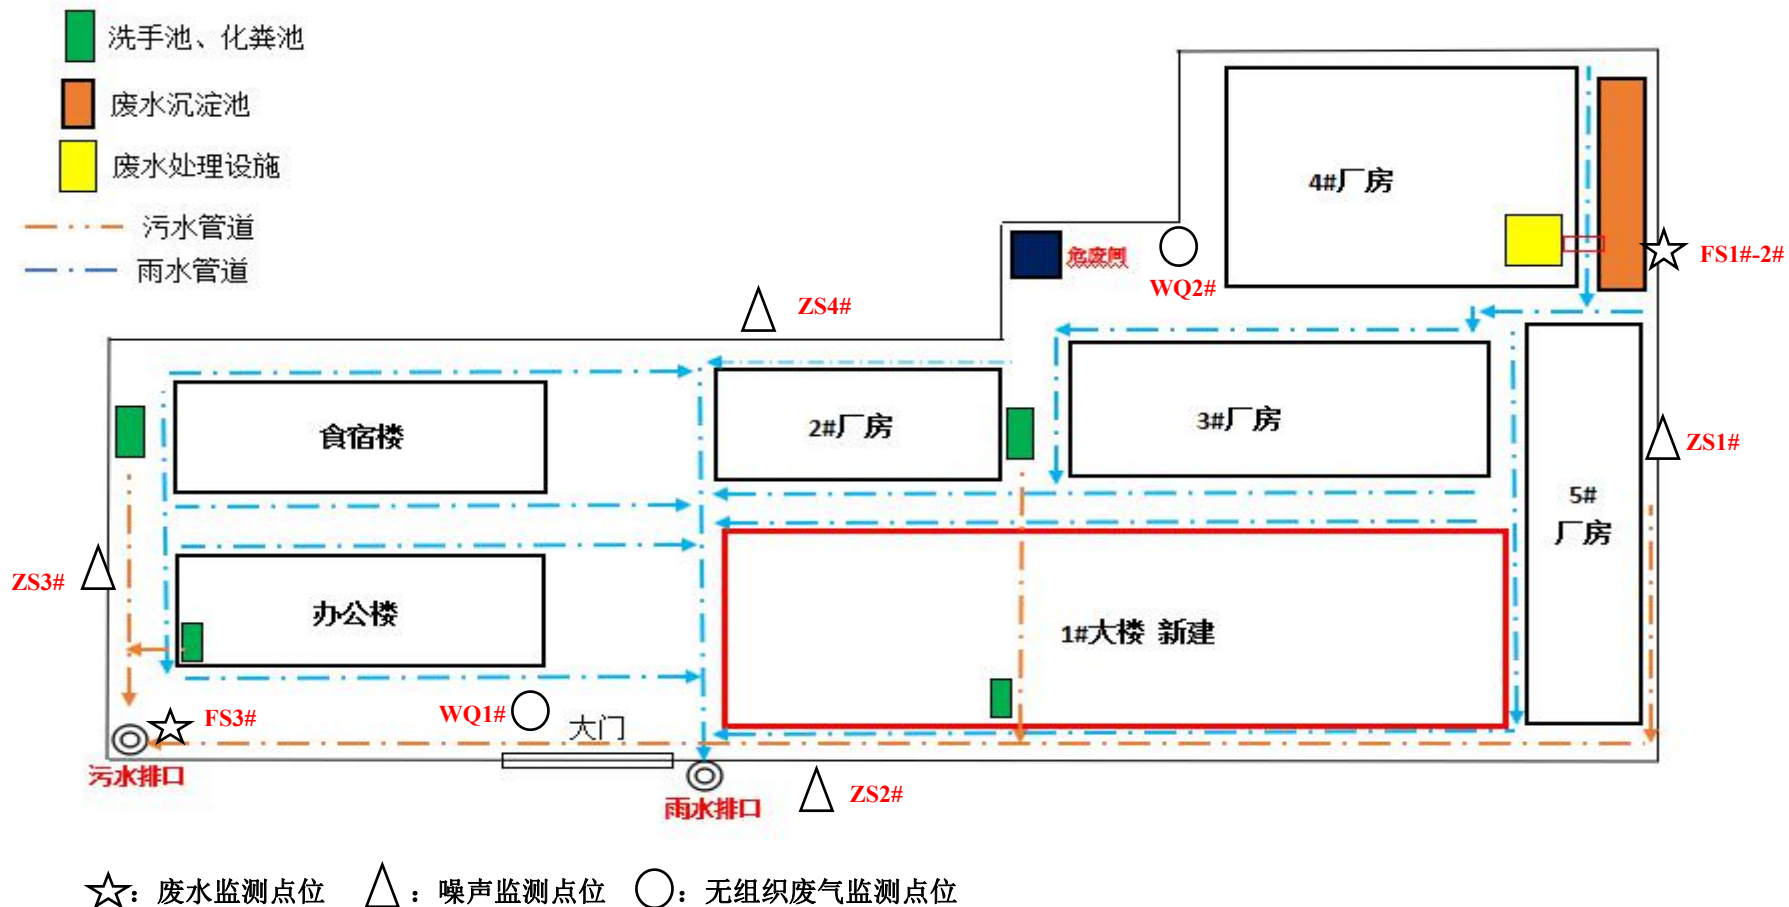 洗手池、化粪池
废水沉淀池
废水处理设施
污水管道
雨水管道
4#厂房
危废间
WQ2#
FS1#-2#
ZS4#
食宿楼
2#厂房
3#厂房
ZS1#
5#
厂房
ZS3#
办公楼
1#大楼 新建
FS3#
WQ1#
大门
污水排口
雨水排口
ZS2#
：废水监测点位
：噪声监测点位
：无组织废气监测点位